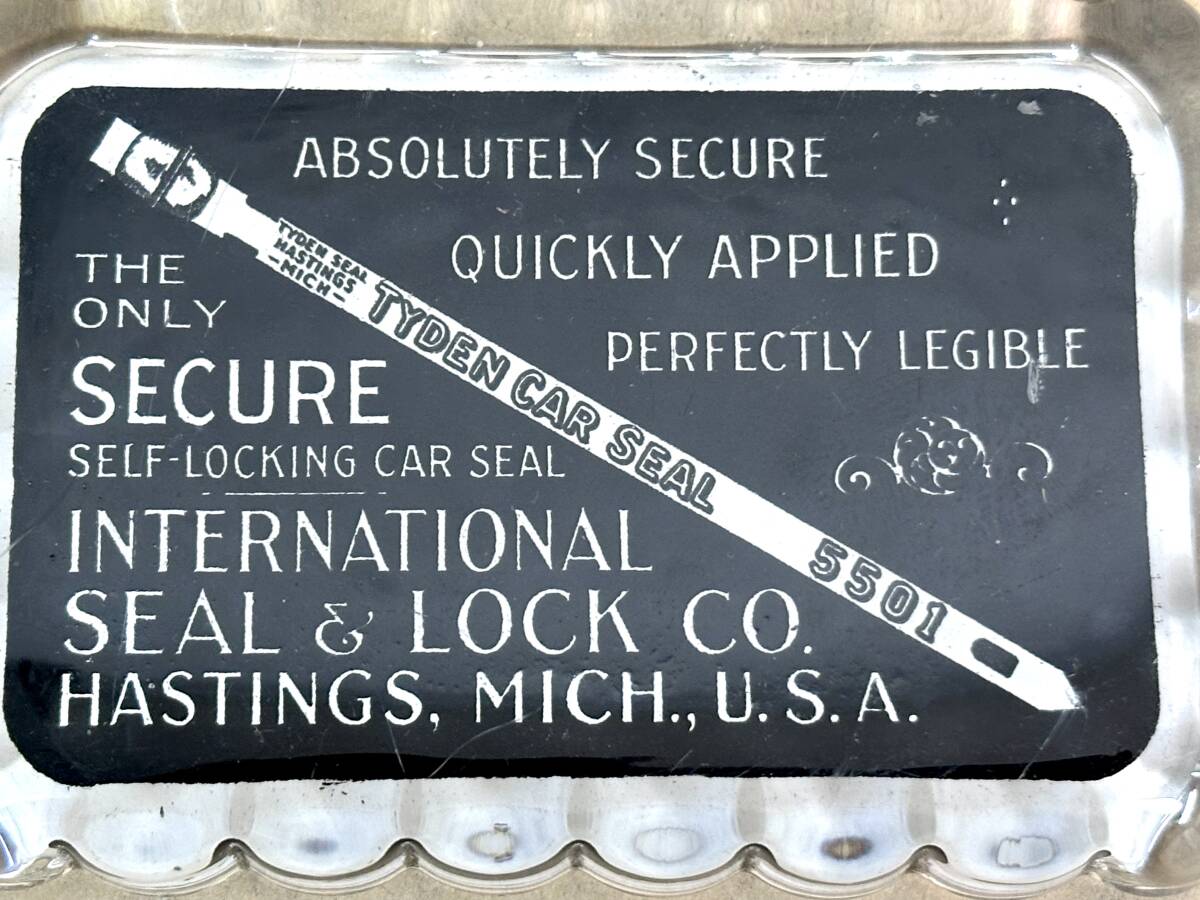 ABSOLUTELY SECURE
QUICKLY APPLIED
PERFECTLY LEGIBLE
TYDEN SEAL
HASTINGS
-MICH-
TYDEN CAR SEAL
5501
THE
ONLY
SECURE
SELF-LOCKING CAR SEAL
INTERNATIONAL
SEAL & LOCK CO.
HASTINGS, MICH., U. S. A.